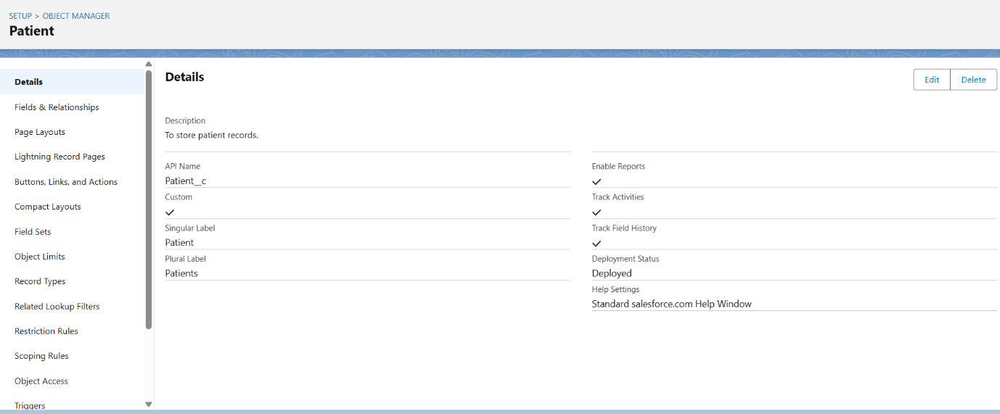 SETUP > OBJECT MANAGER
Patient
Details
Fields & Relationships
Page Layouts
Lightning Record Pages
Buttons, Links, and Actions
Compact Layouts
Field Sets
Object Limits
Record Types
Related Lookup Filters
Restriction Rules
Scoping Rules
Object Access
Triggers
Details
Edit
Delete
Description
To store patient records.
API Name
Patient__c
Custom
Singular Label
Patient
Plural Label
Patients
Enable Reports
Track Activities
Track Field History
Deployment Status
Deployed
Help Settings
Standard salesforce.com Help Window